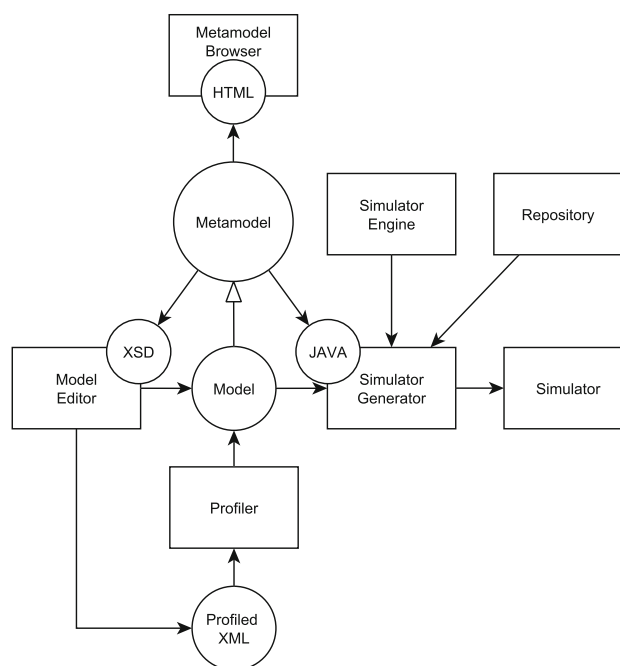 Metamodel
Browser
HTML
Metamodel
Simulator
Engine
Repository
XSD
JAVA
Model
Editor
Model
Simulator
Generator
Simulator
Profiler
Profiled
XML